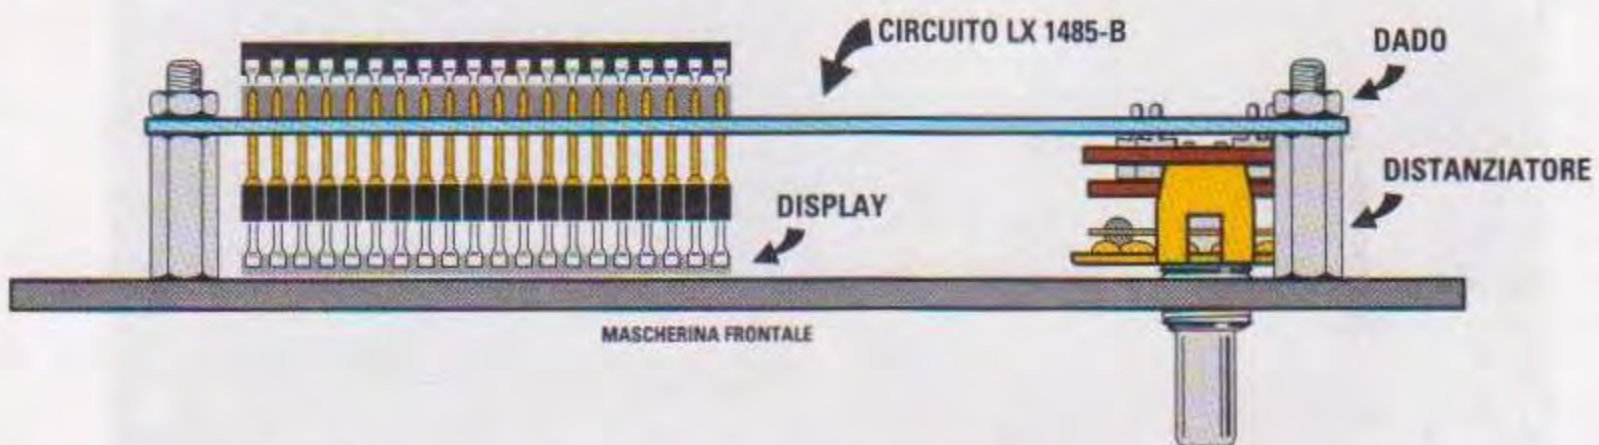 CIRCUITO LX 1485-B
DADO
DISTANZIATORE
DISPLAY
MASCHERINA FRONTALE